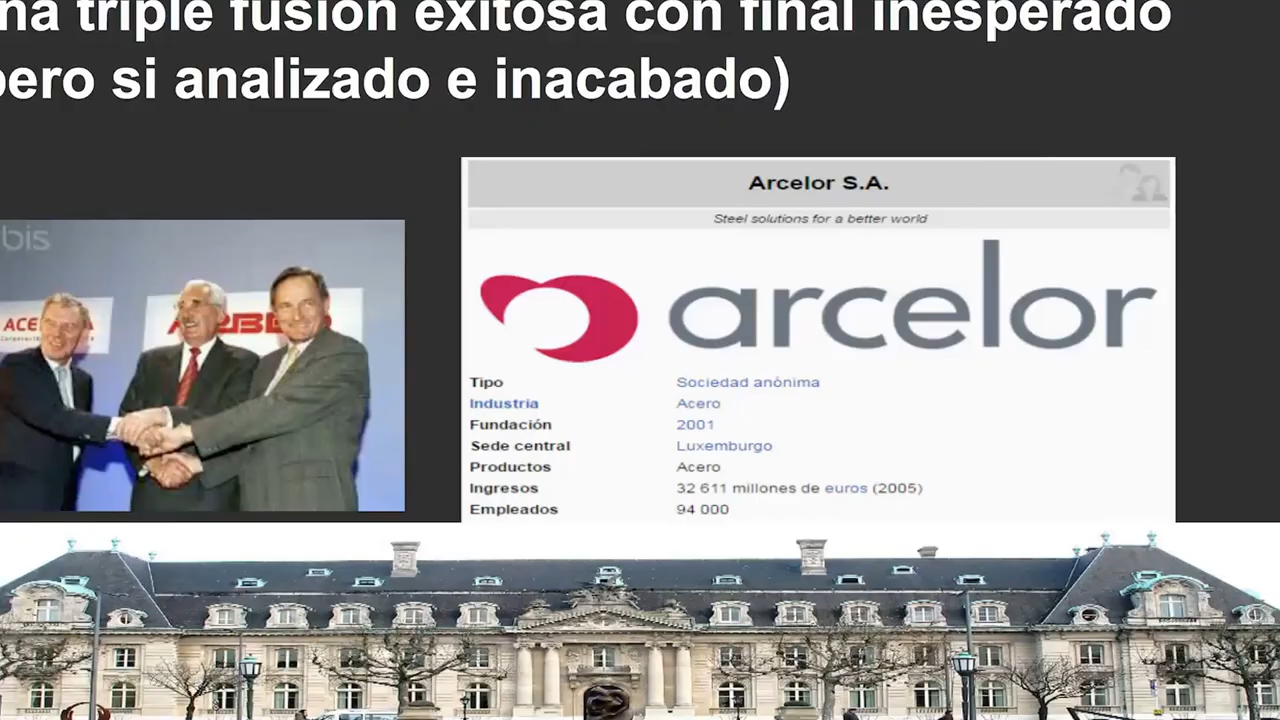 na triple fusión exitosa con final inesperado
pero si analizado e inacabado)
bis
Arcelor S.A.
Steel solutions for a better world
arcelor
Tipo Sociedad anónima
Industria Acero
Fundación 2001
Sede central Luxemburgo
Productos Acero
Ingresos 32 611 millones de euros (2005)
Empleados 94 000